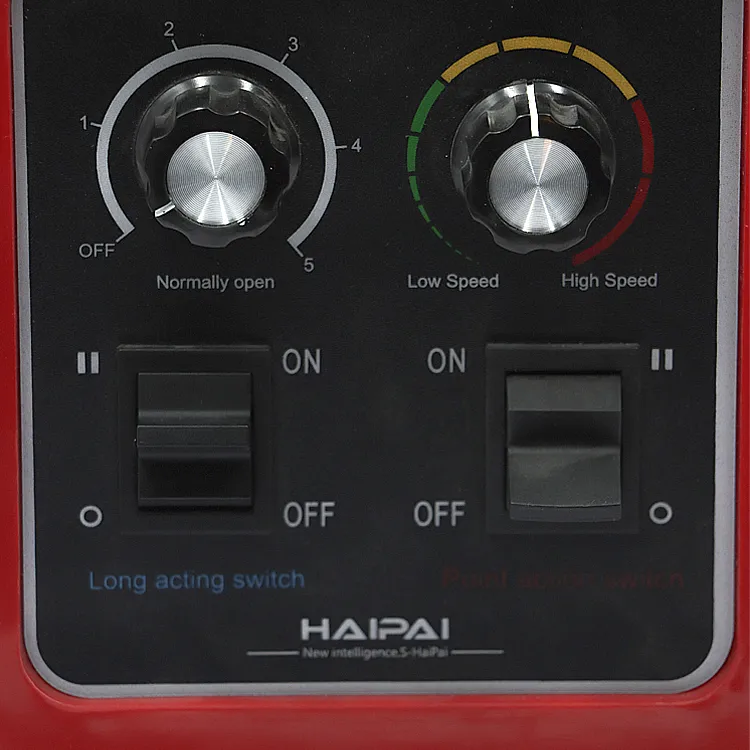 2
3
1
4
OFF
5
Normally open
Low Speed
High Speed
ON
ON
OFF
OFF
Long acting switch
switch
HAIPAI
New intelligence,S-HaiPai